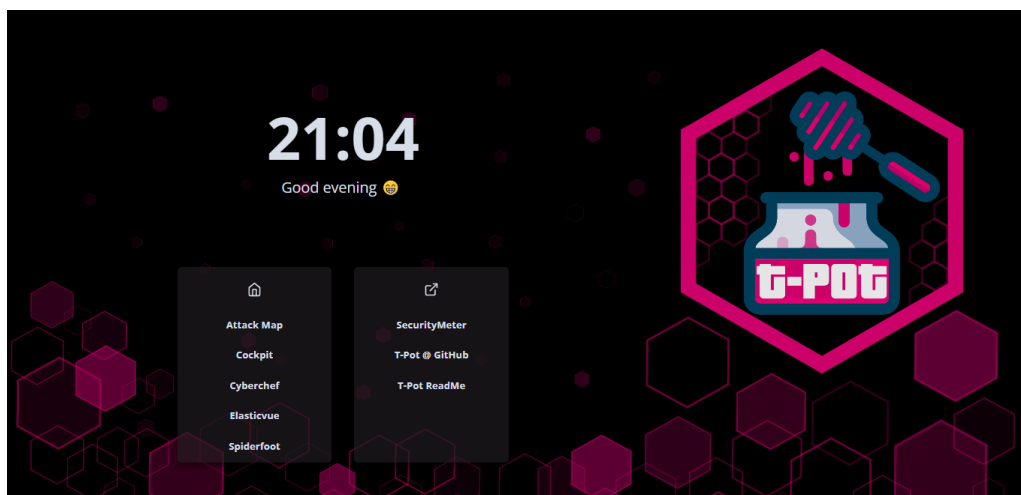 21:04
Good evening 😁
Attack Map
Cockpit
Cyberchef
Elasticvue
Spiderfoot
SecurityMeter
T-Pot @ GitHub
T-Pot ReadMe
t-pot